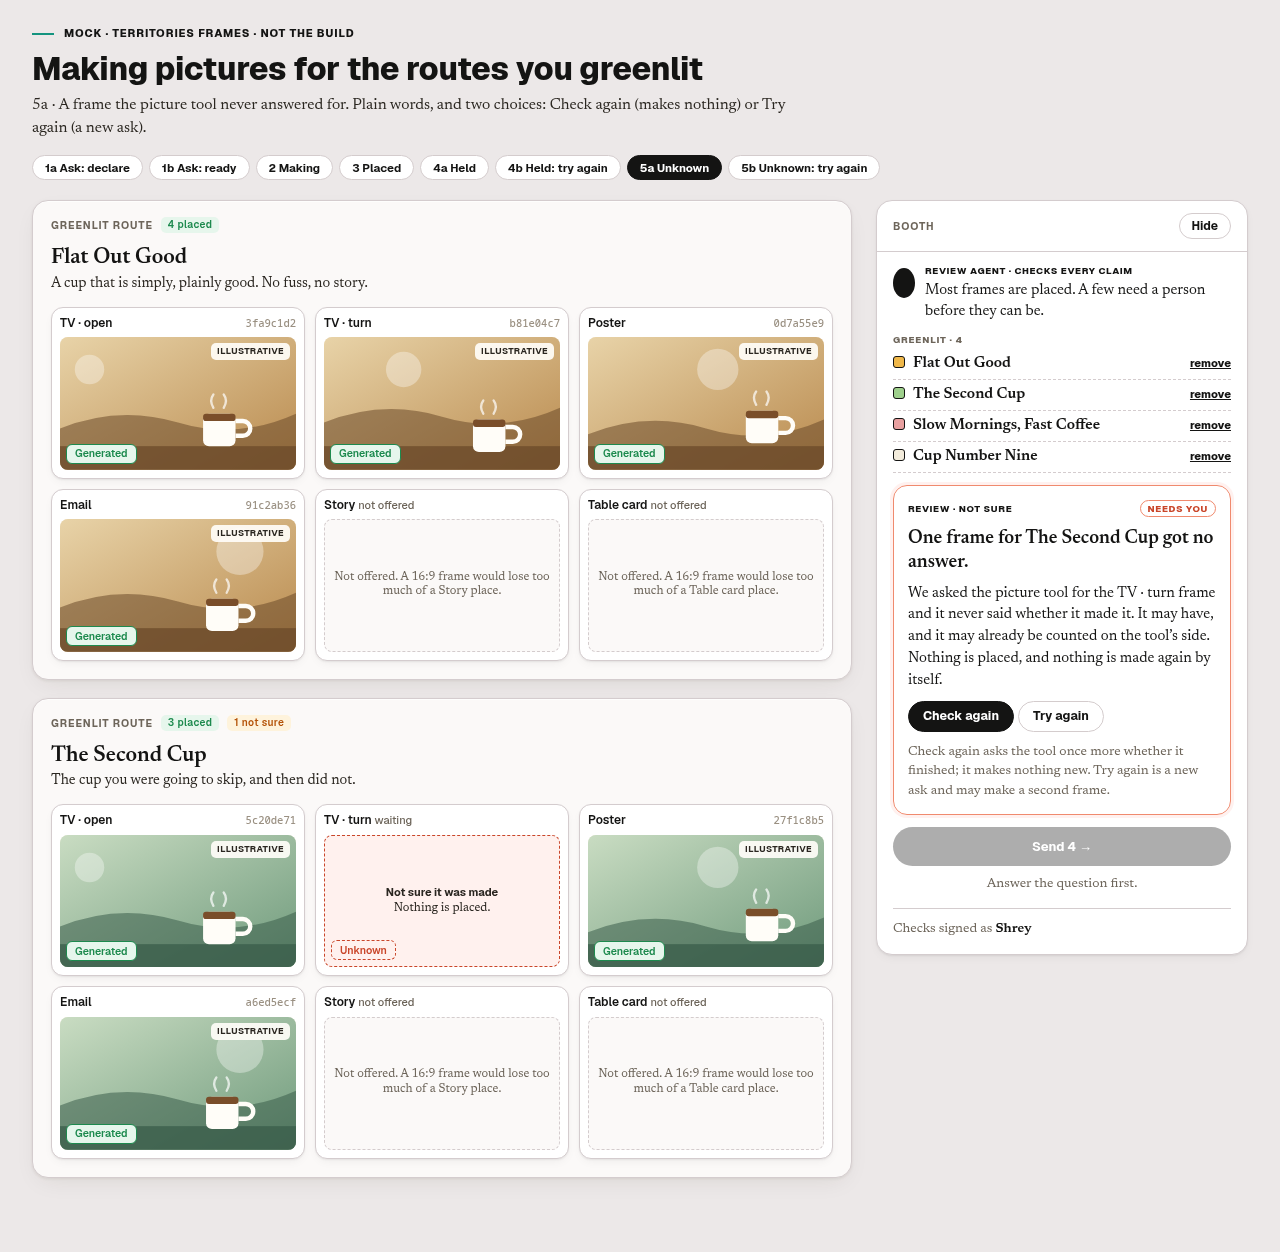 MOCK · TERRITORIES FRAMES · NOT THE BUILD
Making pictures for the routes you greenlit
5a · A frame the picture tool never answered for. Plain words, and two choices: Check again (makes nothing) or Try
again (a new ask).
1a Ask: declare
1b Ask: ready
2 Making
3 Placed
4a Held
4b Held: try again
5a Unknown
5b Unknown: try again
GREENLIT ROUTE 4 placed
Flat Out Good
A cup that is simply, plainly good. No fuss, no story.
TV · open 3fa9c1d2
ILLUSTRATIVE
Generated
TV · turn b81e04c7
ILLUSTRATIVE
Generated
Poster 0d7a55e9
ILLUSTRATIVE
Generated
Email 91c2ab36
ILLUSTRATIVE
Generated
Story not offered
Not offered. A 16:9 frame would lose too
much of a Story place.
Table card not offered
Not offered. A 16:9 frame would lose too
much of a Table card place.
GREENLIT ROUTE 3 placed 1 not sure
The Second Cup
The cup you were going to skip, and then did not.
TV · open 5c20de71
ILLUSTRATIVE
Generated
TV · turn waiting
Not sure it was made
Nothing is placed.
Unknown
Poster 27f1c8b5
ILLUSTRATIVE
Generated
Email a6ed5ecf
ILLUSTRATIVE
Generated
Story not offered
Not offered. A 16:9 frame would lose too
much of a Story place.
Table card not offered
Not offered. A 16:9 frame would lose too
much of a Table card place.
BOOTH Hide
REVIEW AGENT · CHECKS EVERY CLAIM
Most frames are placed. A few need a person
before they can be.
GREENLIT · 4
Flat Out Good remove
The Second Cup remove
Slow Mornings, Fast Coffee remove
Cup Number Nine remove
REVIEW · NOT SURE NEEDS YOU
One frame for The Second Cup got no
answer.
We asked the picture tool for the TV · turn frame
and it never said whether it made it. It may have,
and it may already be counted on the tool’s side.
Nothing is placed, and nothing is made again by
itself.
Check again Try again
Check again asks the tool once more whether it
finished; it makes nothing new. Try again is a new
ask and may make a second frame.
Send 4 →
Answer the question first.
Checks signed as Shrey